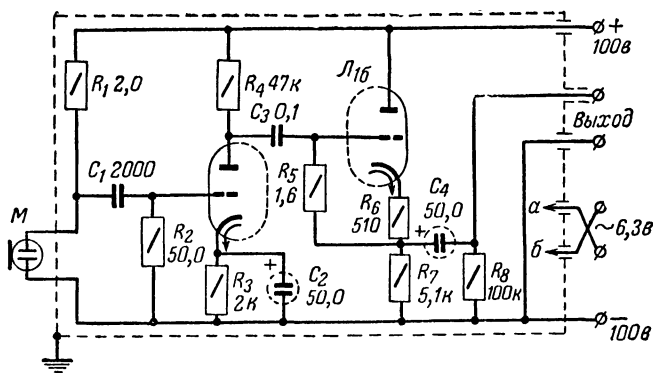 +
100в
R₁ 2,0
R₄ 47к
C₃ 0,1
Л₁б
Выход
C₁ 2000
R₅
1,6
R₂
50,0
R₆
510
C₄
50,0
+
а
б
~6,3в
М
R₃
2к
+
C₂
50,0
R₇
5,1к
R₈
100к
−
100в